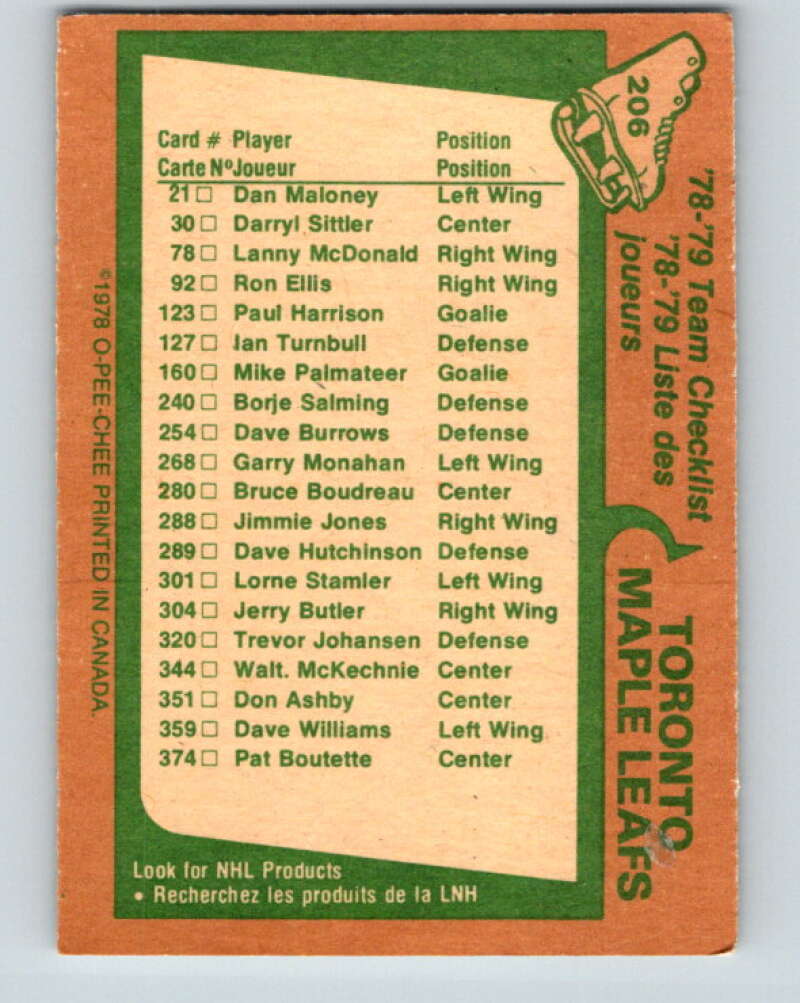 206
'78-'79 Team Checklist
'78-'79 Liste des
joueurs
TORONTO
MAPLE LEAFS
Card # Player Position
Carte Nº Joueur Position
21 □ Dan Maloney Left Wing
30 □ Darryl Sittler Center
78 □ Lanny McDonald Right Wing
92 □ Ron Ellis Right Wing
123 □ Paul Harrison Goalie
127 □ Ian Turnbull Defense
160 □ Mike Palmateer Goalie
240 □ Borje Salming Defense
254 □ Dave Burrows Defense
268 □ Garry Monahan Left Wing
280 □ Bruce Boudreau Center
288 □ Jimmie Jones Right Wing
289 □ Dave Hutchinson Defense
301 □ Lorne Stamler Left Wing
304 □ Jerry Butler Right Wing
320 □ Trevor Johansen Defense
344 □ Walt. McKechnie Center
351 □ Don Ashby Center
359 □ Dave Williams Left Wing
374 □ Pat Boutette Center
Look for NHL Products
• Recherchez les produits de la LNH
©1978 O-PEE-CHEE PRINTED IN CANADA.